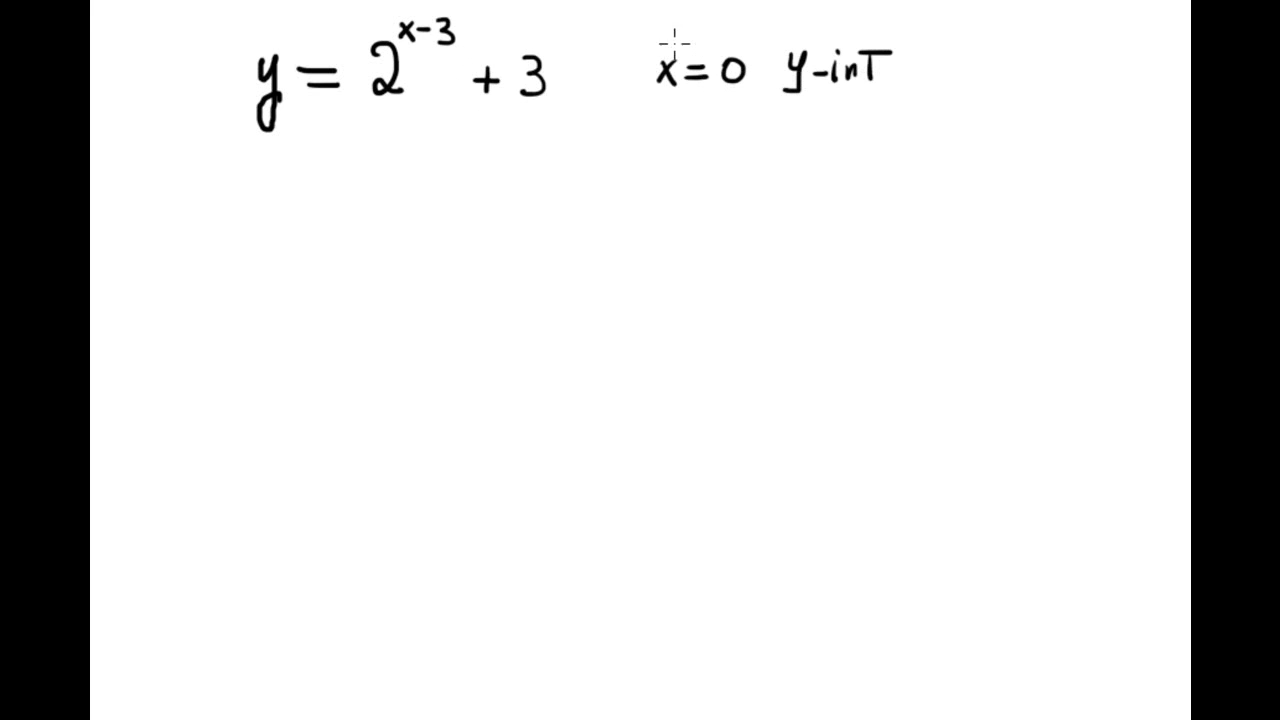 y = 2^{x-3} + 3 x = 0 y-inT